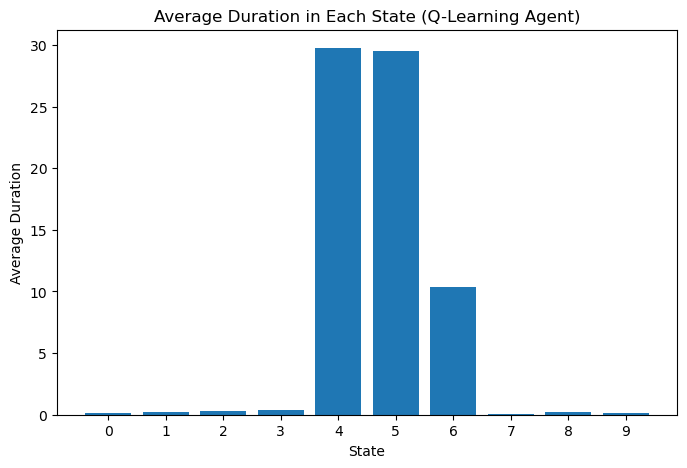 Average Duration in Each State (Q-Learning Agent)
30
25
20
15
10
5
0
Average Duration
0 1 2 3 4 5 6 7 8 9
State